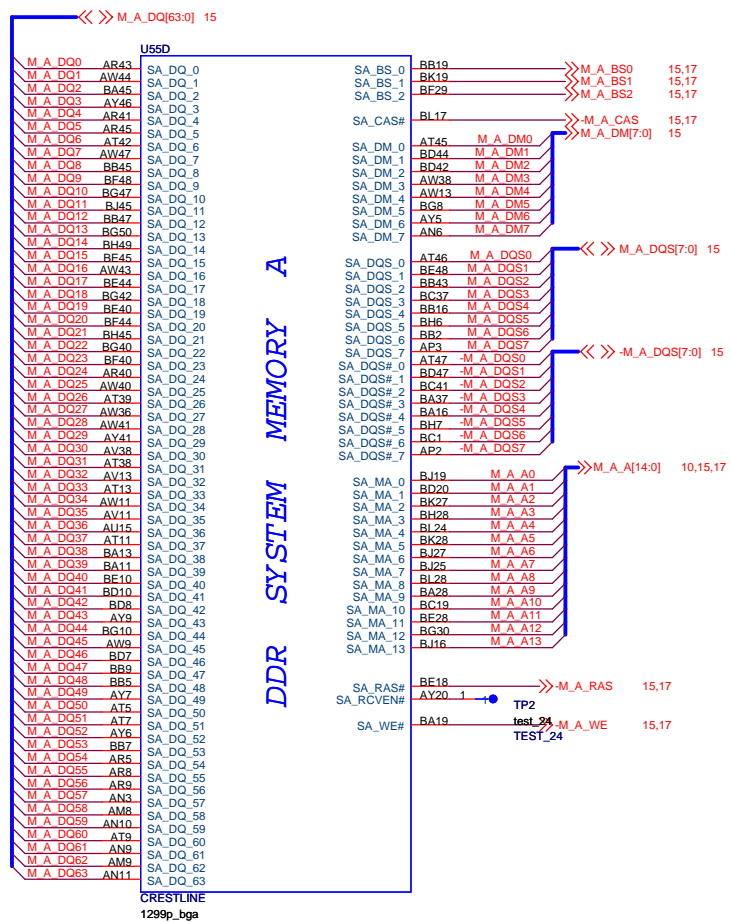 M_A_DQ[63:0] 15
U55D
M_A_DQ0 AR43 SA_DQ_0
M_A_DQ1 AW44 SA_DQ_1
M_A_DQ2 BA45 SA_DQ_2
M_A_DQ3 AY46 SA_DQ_3
M_A_DQ4 AR41 SA_DQ_4
M_A_DQ5 AR45 SA_DQ_5
M_A_DQ6 AT42 SA_DQ_6
M_A_DQ7 AW47 SA_DQ_7
M_A_DQ8 BB45 SA_DQ_8
M_A_DQ9 BF48 SA_DQ_9
M_A_DQ10 BG47 SA_DQ_10
M_A_DQ11 BJ45 SA_DQ_11
M_A_DQ12 BB47 SA_DQ_12
M_A_DQ13 BG50 SA_DQ_13
M_A_DQ14 BH49 SA_DQ_14
M_A_DQ15 BE45 SA_DQ_15
M_A_DQ16 AW43 SA_DQ_16
M_A_DQ17 BE44 SA_DQ_17
M_A_DQ18 BG42 SA_DQ_18
M_A_DQ19 BE40 SA_DQ_19
M_A_DQ20 BF44 SA_DQ_20
M_A_DQ21 BH45 SA_DQ_21
M_A_DQ22 BG40 SA_DQ_22
M_A_DQ23 BF40 SA_DQ_23
M_A_DQ24 AR40 SA_DQ_24
M_A_DQ25 AW40 SA_DQ_25
M_A_DQ26 AT39 SA_DQ_26
M_A_DQ27 AW36 SA_DQ_27
M_A_DQ28 AW41 SA_DQ_28
M_A_DQ29 AY41 SA_DQ_29
M_A_DQ30 AV38 SA_DQ_30
M_A_DQ31 AT38 SA_DQ_31
M_A_DQ32 AV13 SA_DQ_32
M_A_DQ33 AT13 SA_DQ_33
M_A_DQ34 AW11 SA_DQ_34
M_A_DQ35 AV11 SA_DQ_35
M_A_DQ36 AU15 SA_DQ_36
M_A_DQ37 AT11 SA_DQ_37
M_A_DQ38 BA13 SA_DQ_38
M_A_DQ39 BA11 SA_DQ_39
M_A_DQ40 BE10 SA_DQ_40
M_A_DQ41 BD10 SA_DQ_41
M_A_DQ42 BD8 SA_DQ_42
M_A_DQ43 AY9 SA_DQ_43
M_A_DQ44 BG10 SA_DQ_44
M_A_DQ45 AW9 SA_DQ_45
M_A_DQ46 BD7 SA_DQ_46
M_A_DQ47 BB9 SA_DQ_47
M_A_DQ48 BB5 SA_DQ_48
M_A_DQ49 AY7 SA_DQ_49
M_A_DQ50 AT5 SA_DQ_50
M_A_DQ51 AT7 SA_DQ_51
M_A_DQ52 AY6 SA_DQ_52
M_A_DQ53 BB7 SA_DQ_53
M_A_DQ54 AR5 SA_DQ_54
M_A_DQ55 AR8 SA_DQ_55
M_A_DQ56 AR9 SA_DQ_56
M_A_DQ57 AN3 SA_DQ_57
M_A_DQ58 AM8 SA_DQ_58
M_A_DQ59 AN10 SA_DQ_59
M_A_DQ60 AT9 SA_DQ_60
M_A_DQ61 AN9 SA_DQ_61
M_A_DQ62 AM9 SA_DQ_62
M_A_DQ63 AN11 SA_DQ_63
DDR SYSTEM MEMORY A
SA_BS_0 BB19 M_A_BS0 15,17
SA_BS_1 BK19 M_A_BS1 15,17
SA_BS_2 BF29 M_A_BS2 15,17
SA_CAS# BL17 -M_A_CAS 15,17
M_A_DM[7:0] 15
SA_DM_0 AT45 M_A_DM0
SA_DM_1 BD44 M_A_DM1
SA_DM_2 BD42 M_A_DM2
SA_DM_3 AW38 M_A_DM3
SA_DM_4 AW13 M_A_DM4
SA_DM_5 BG8 M_A_DM5
SA_DM_6 AY5 M_A_DM6
SA_DM_7 AN6 M_A_DM7
M_A_DQS[7:0] 15
SA_DQS_0 AT46 M_A_DQS0
SA_DQS_1 BE48 M_A_DQS1
SA_DQS_2 BB43 M_A_DQS2
SA_DQS_3 BC37 M_A_DQS3
SA_DQS_4 BB16 M_A_DQS4
SA_DQS_5 BH6 M_A_DQS5
SA_DQS_6 BB2 M_A_DQS6
SA_DQS_7 AP3 M_A_DQS7
-M_A_DQS[7:0] 15
SA_DQS#_0 AT47 -M_A_DQS0
SA_DQS#_1 BD47 -M_A_DQS1
SA_DQS#_2 BC41 -M_A_DQS2
SA_DQS#_3 BA37 -M_A_DQS3
SA_DQS#_4 BA16 -M_A_DQS4
SA_DQS#_5 BH7 -M_A_DQS5
SA_DQS#_6 BC1 -M_A_DQS6
SA_DQS#_7 AP2 -M_A_DQS7
M_A_A[14:0] 10,15,17
SA_MA_0 BJ19 M_A_A0
SA_MA_1 BD20 M_A_A1
SA_MA_2 BK27 M_A_A2
SA_MA_3 BH28 M_A_A3
SA_MA_4 BL24 M_A_A4
SA_MA_5 BK28 M_A_A5
SA_MA_6 BJ27 M_A_A6
SA_MA_7 BJ25 M_A_A7
SA_MA_8 BL28 M_A_A8
SA_MA_9 BA28 M_A_A9
SA_MA_10 BC19 M_A_A10
SA_MA_11 BE28 M_A_A11
SA_MA_12 BG30 M_A_A12
SA_MA_13 BJ16 M_A_A13
SA_RAS# BE18 -M_A_RAS 15,17
SA_RCVEN# AY20 1 1
TP2
test_24
SA_WE# BA19 -M_A_WE 15,17
TEST_24
CRESTLINE
1299p_bga